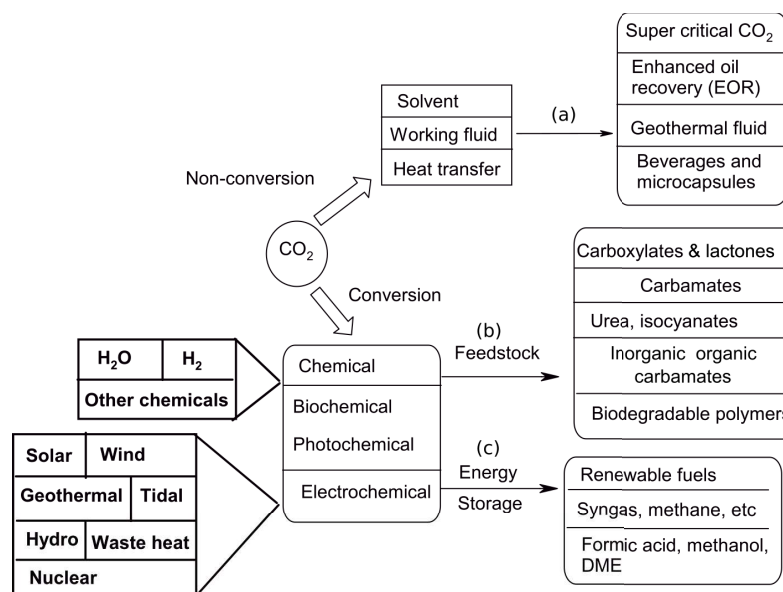 Super critical CO₂
Enhanced oil
recovery (EOR)
Geothermal fluid
Beverages and
microcapsules
Solvent
Working fluid
Heat transfer
(a)
Non-conversion
CO₂
Conversion
Carboxylates & lactones
Carbamates
Urea, isocyanates
Inorganic organic
carbamates
Biodegradable polymers
(b)
Feedstock
H₂O
H₂
Other chemicals
Chemical
Biochemical
Photochemical
Electrochemical
(c)
Energy
Storage
Solar
Wind
Geothermal
Tidal
Hydro
Waste heat
Nuclear
Renewable fuels
Syngas, methane, etc
Formic acid, methanol,
DME